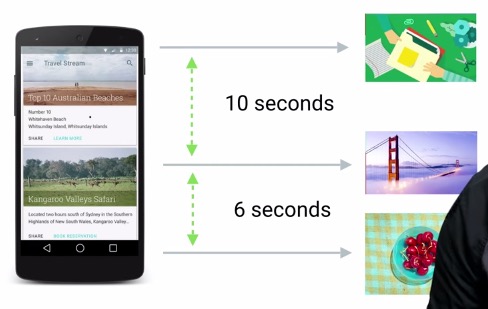 Travel Stream
Top 10 Australian Beaches
Number 10
Whitehaven Beach
Whitsunday Island, Whitsunday Islands
SHARE LEARN MORE
Kangaroo Valleys Safari
Located two hours south of Sydney in the Southern
Highlands of New South Wales, Kangaroo Valley...
SHARE BOOK RESERVATION
10 seconds
6 seconds